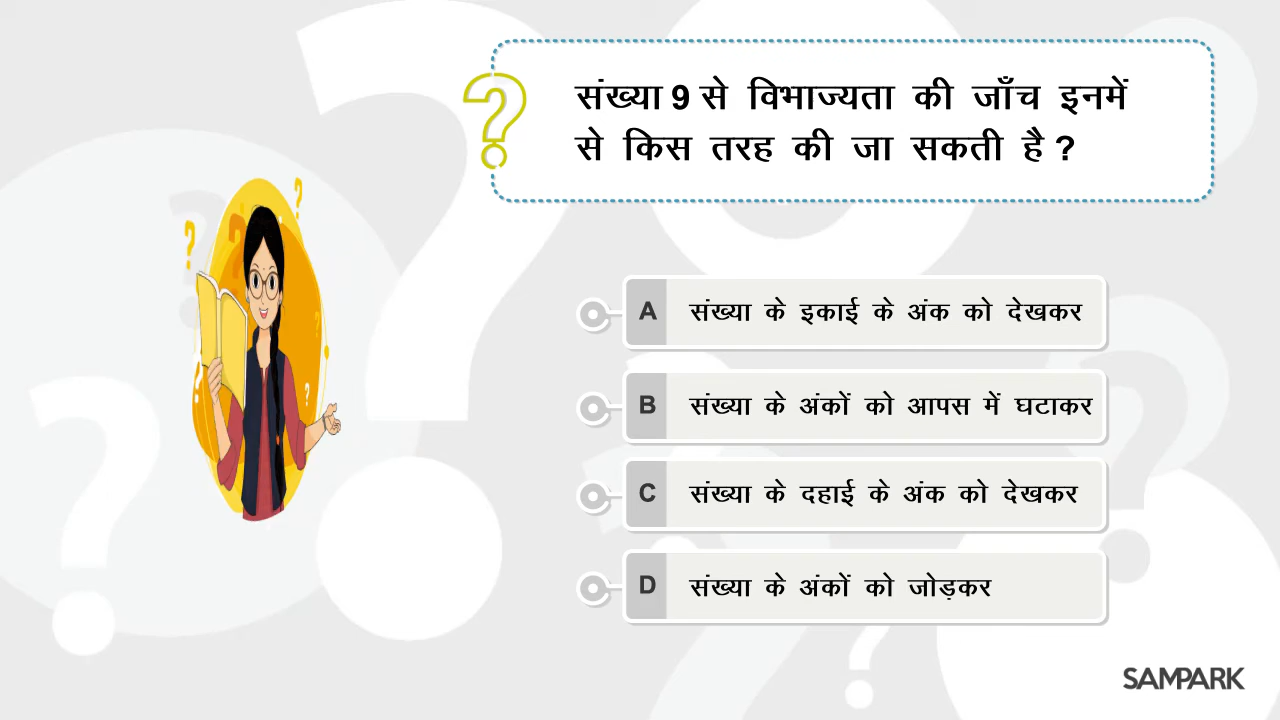 संख्या 9 से विभाज्यता की जाँच इनमें
से किस तरह की जा सकती है ?
A संख्या के इकाई के अंक को देखकर
B संख्या के अंकों को आपस में घटाकर
C संख्या के दहाई के अंक को देखकर
D संख्या के अंकों को जोड़कर
SAMPARK